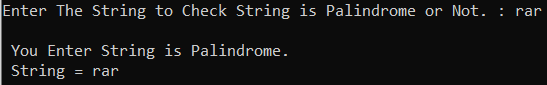 Enter The String to Check String is Palindrome or Not. : rar
You Enter String is Palindrome.
String = rar